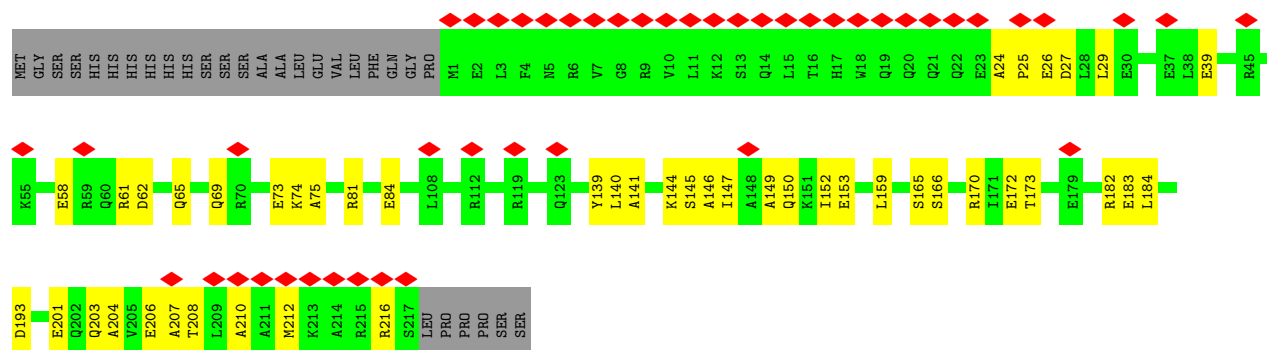 MET GLY SER SER HIS HIS HIS HIS HIS HIS SER SER SER ALA ALA LEU GLU VAL LEU PHE GLN GLY PRO M1 E2 L3 F4 N5 R6 V7 G8 R9 V10 L11 K12 S13 Q14 L15 T16 H17 W18 Q19 Q20 Q21 Q22 E23 A24 P25 E26 D27 L28 L29 E30 E37 L38 E39 R45
K55 E58 R59 Q60 R61 D62 Q65 Q69 R70 E73 K74 A75 R81 E84 L108 R112 R119 Q123 Y139 L140 A141 K144 S145 A146 I147 A148 A149 Q150 K151 I152 E153 L159 S165 S166 R170 I171 E172 T173 E179 R182 E183 L184
D193 E201 Q202 Q203 A204 V205 E206 A207 T208 L209 A210 A211 M212 K213 A214 R215 R216 S217 LEU PRO PRO PRO SER SER